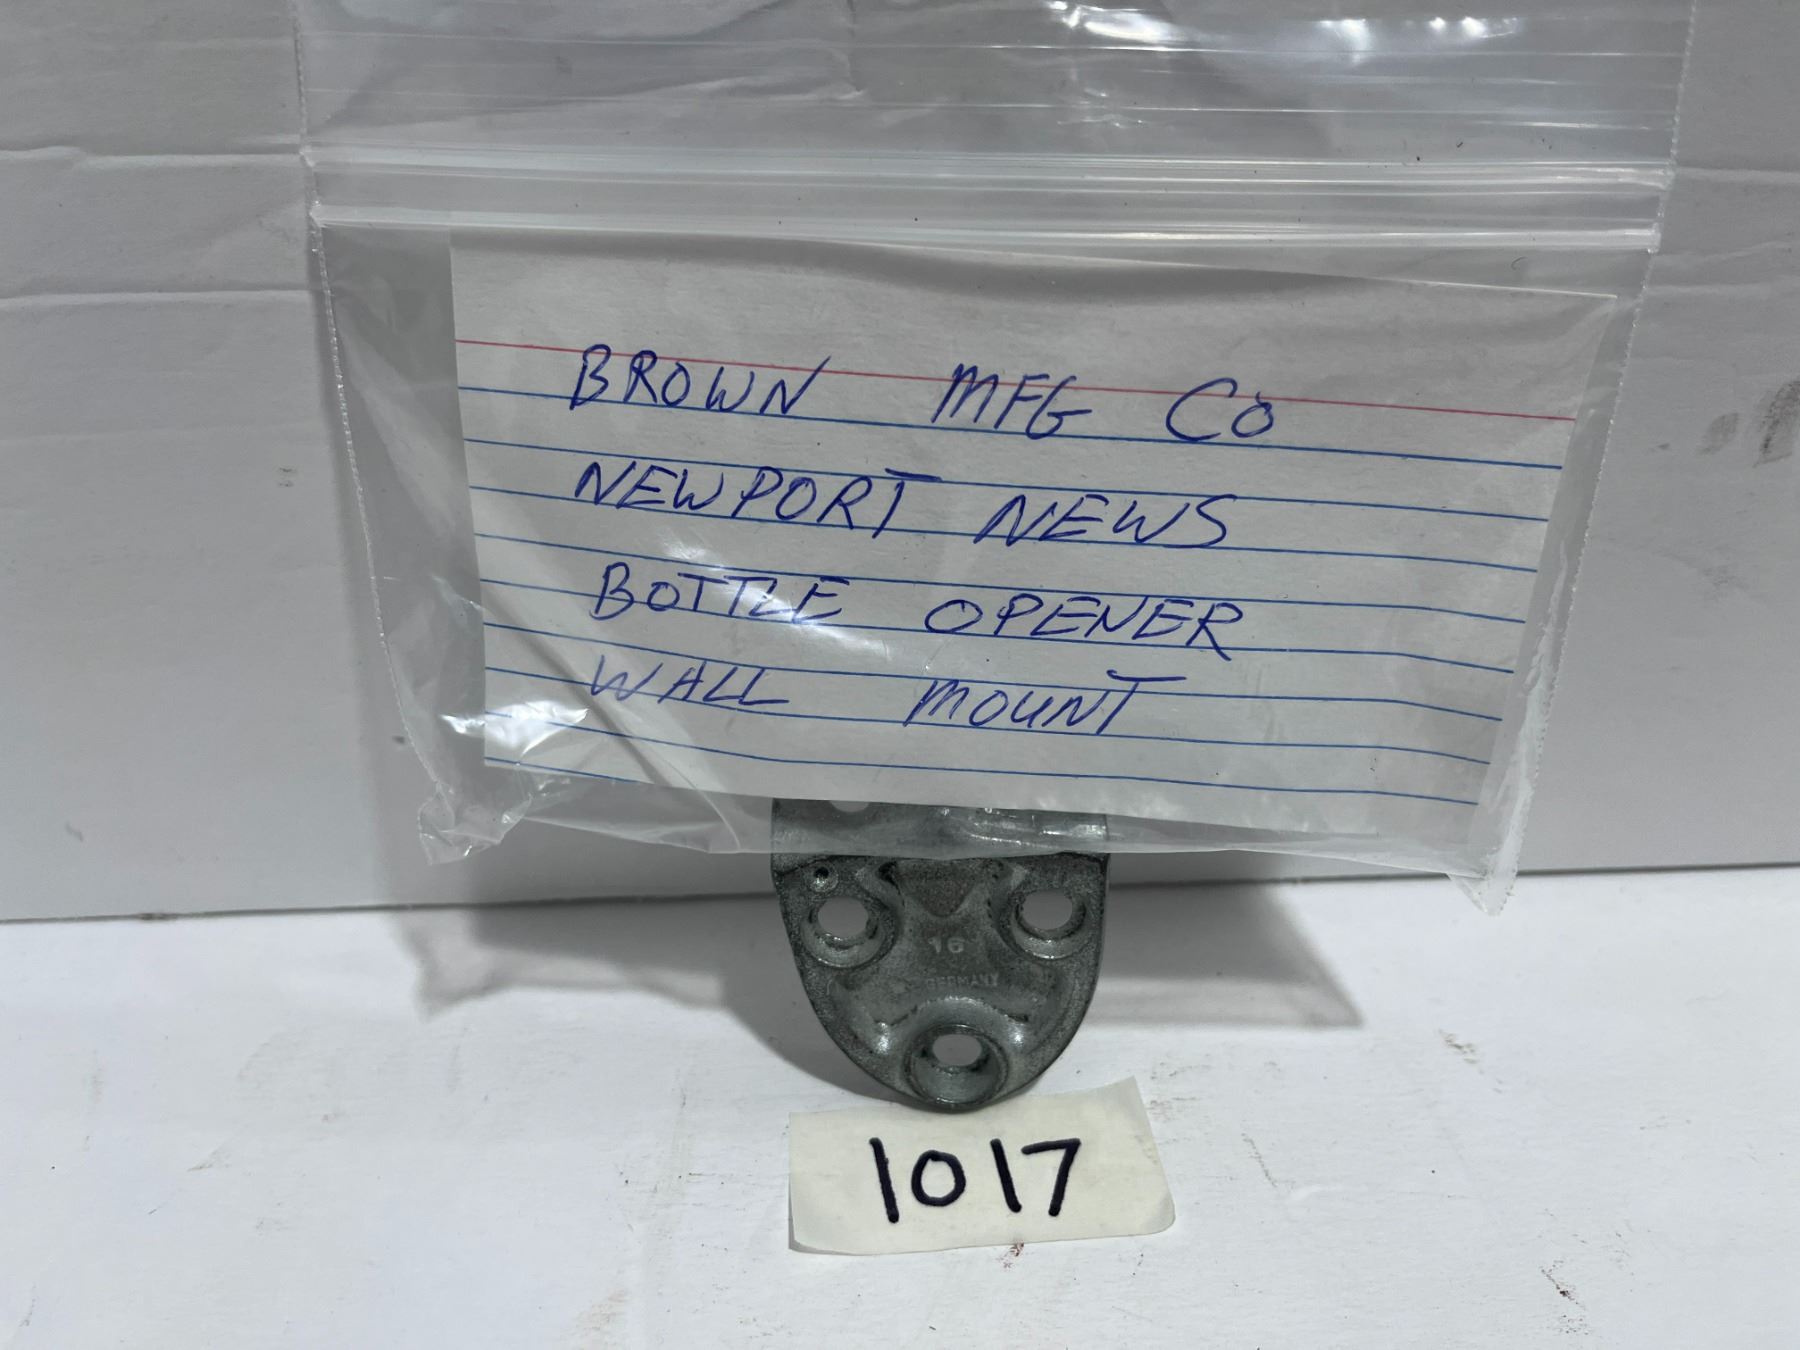 BROWN MFG CO
NEWPORT NEWS
BOTTLE OPENER
WALL MOUNT
16
GERMANY
1017